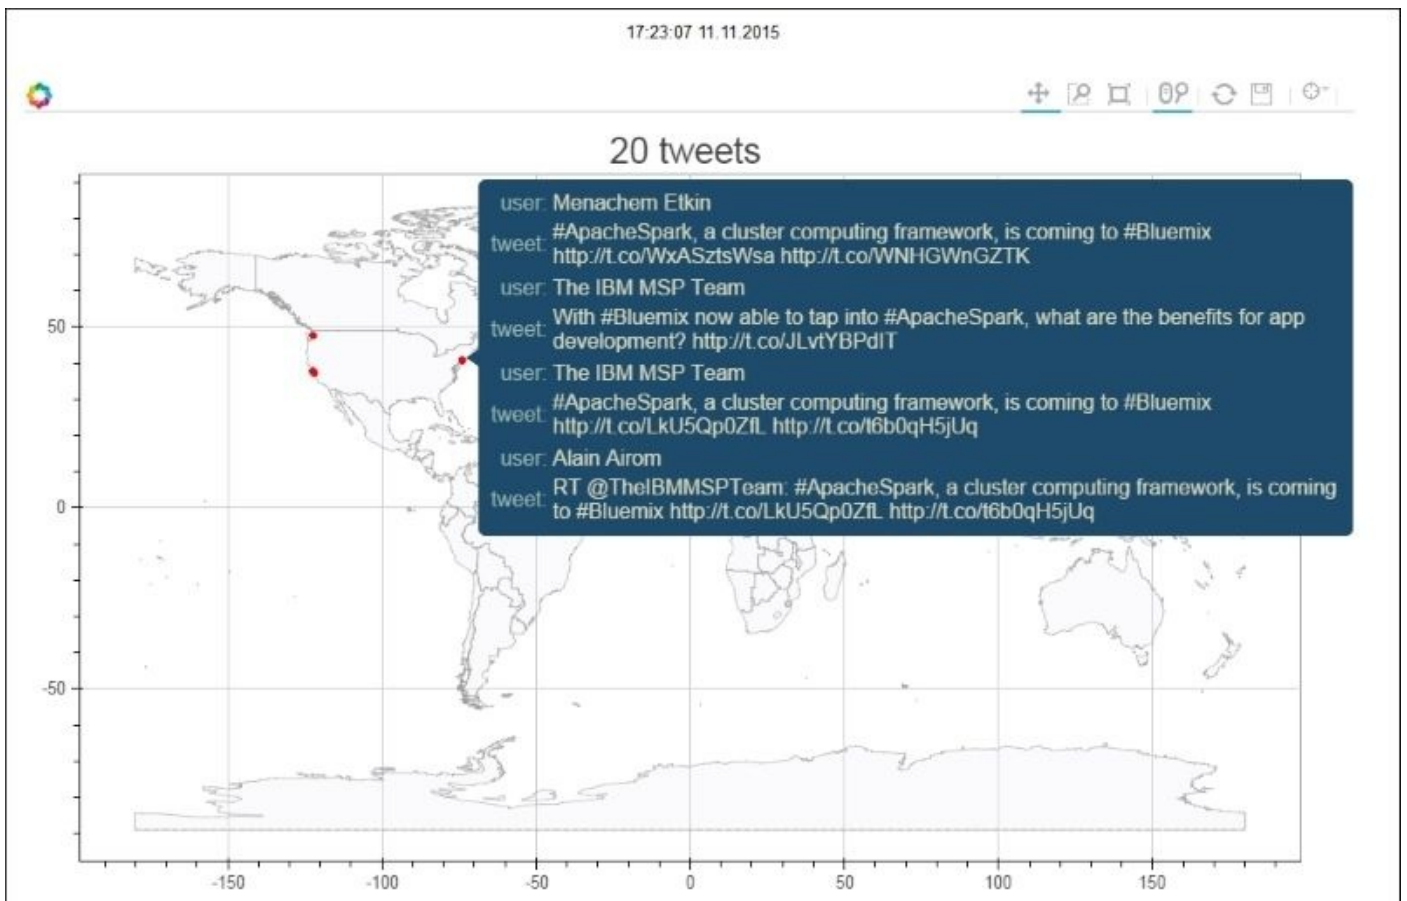 17:23:07 11.11.2015
20 tweets
user: Menachem Etkin
tweet: #ApacheSpark, a cluster computing framework, is coming to #Bluemix
http://t.co/WxASztsWsa http://t.co/WNHGWnGZTK
user: The IBM MSP Team
tweet: With #Bluemix now able to tap into #ApacheSpark, what are the benefits for app
development? http://t.co/JLvtYBPdIT
user: The IBM MSP Team
tweet: #ApacheSpark, a cluster computing framework, is coming to #Bluemix
http://t.co/LkU5Qp0ZfL http://t.co/t6b0qH5jUq
user: Alain Airom
tweet: RT @TheIBMMSPTeam: #ApacheSpark, a cluster computing framework, is coming
to #Bluemix http://t.co/LkU5Qp0ZfL http://t.co/t6b0qH5jUq
50
0
-50
-150 -100 -50 0 50 100 150